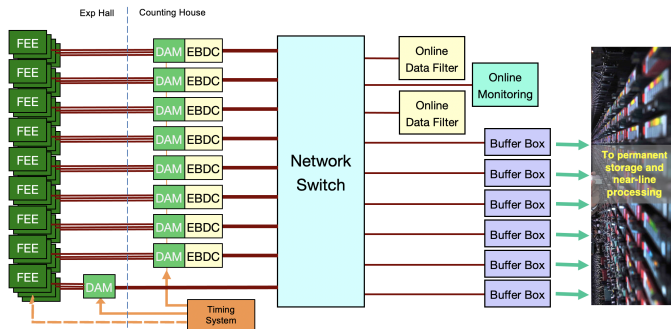 Exp Hall
Counting House
FEE
DAM EBDC
FEE
DAM EBDC
FEE
DAM EBDC
FEE
DAM EBDC
FEE
DAM EBDC
FEE
DAM EBDC
FEE
DAM EBDC
FEE
DAM EBDC
FEE
DAM
Timing
System
Network
Switch
Online
Data Filter
Online
Monitoring
Online
Data Filter
Buffer Box
Buffer Box
Buffer Box
Buffer Box
Buffer Box
Buffer Box
To permanent
storage and
near-line
processing